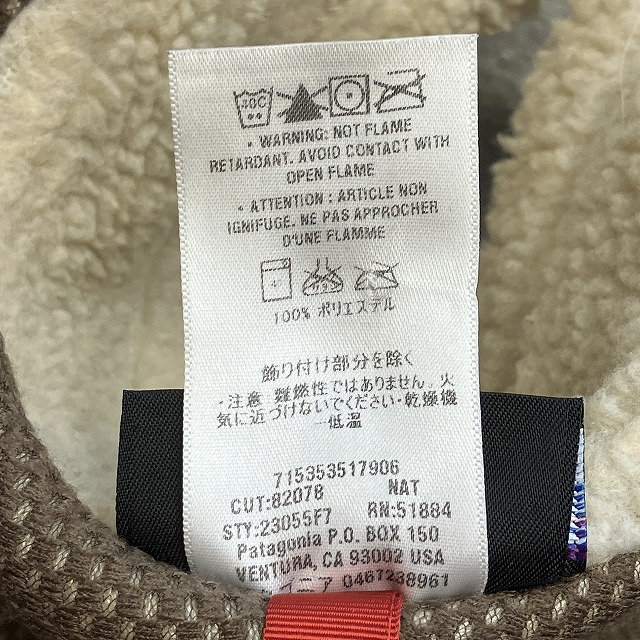 40C
• WARNING: NOT FLAME
RETARDANT. AVOID CONTACT WITH
OPEN FLAME
• ATTENTION : ARTICLE NON
IGNIFUGE. NE PAS APPROCHER
D'UNE FLAMME
100% ポリエステル
飾り付け部分を除く
・注意:難燃性ではありません。火
気に近づけないでください・乾燥機
ー低温
715353517906
CUT:82078 NAT
STY:23055F7 RN:51884
Patagonia P.O. BOX 150
VENTURA, CA 93002 USA
0467238961